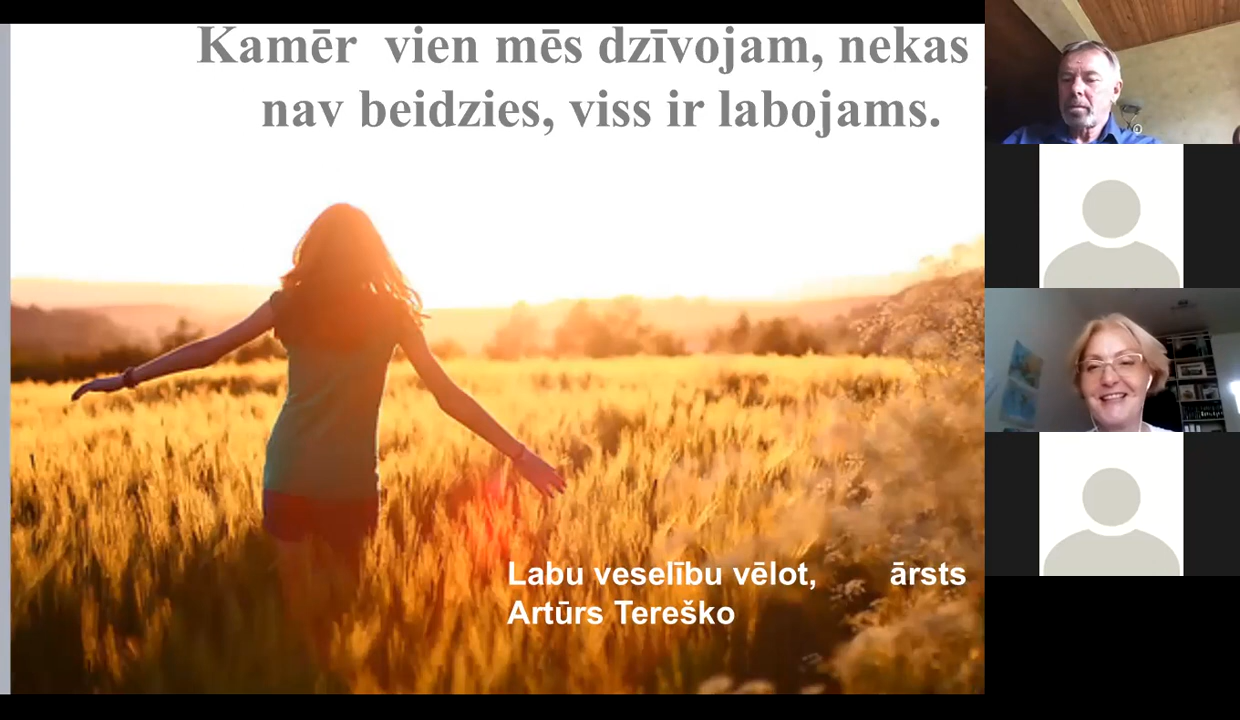 Kamēr vien mēs dzīvojam, nekas
nav beidzies, viss ir labojams.
Labu veselību vēlot, ārsts
Artūrs Tereško